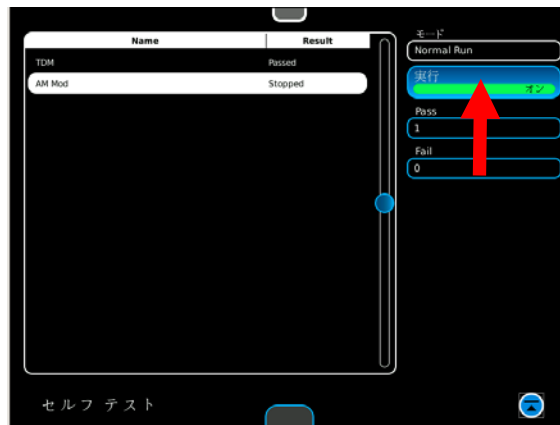 Name Result
TDM Passed
AM Mod Stopped
モード
Normal Run
実行
オン
Pass
1
Fail
0
セルフ テスト